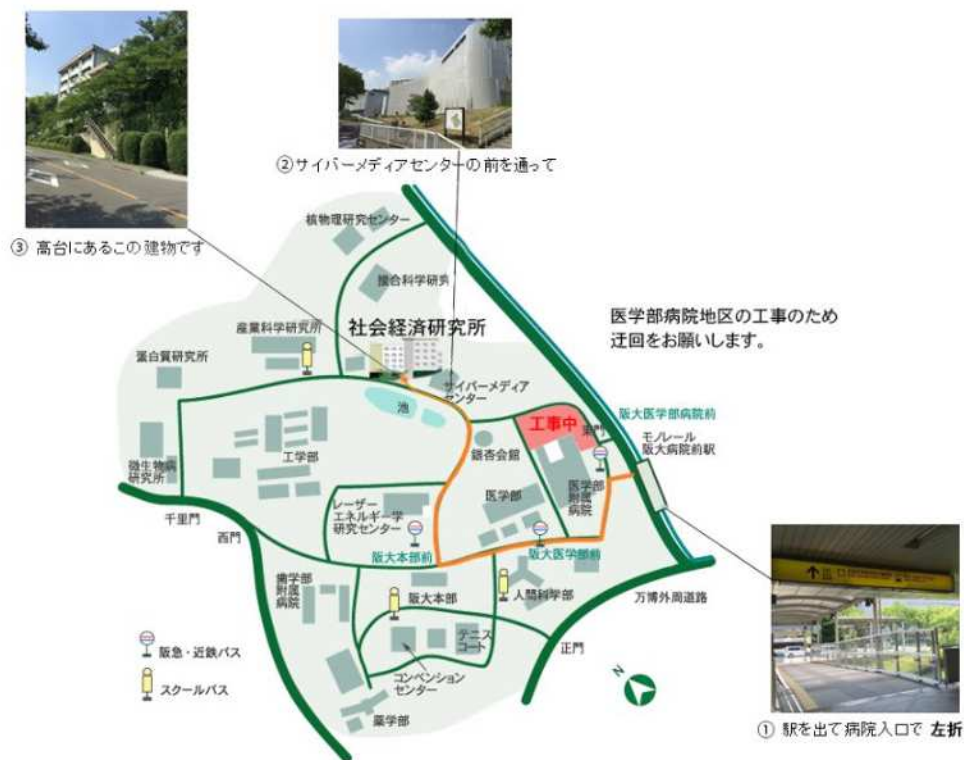 ②サイバーメディアセンターの前を通って
③ 高台にあるこの建物です
核物理研究センター
接合科学研究
医学部病院地区の工事のため
迂回をお願いします。
社会経済研究所
産業科学研究所
蛋白質研究所
サイバーメディア
センター
池
工事中
東門
阪大医学部病院前
モノレール
阪大病院前駅
銀杏会館
工学部
微生物病
研究所
医学部
医学部
附属
病院
レーザー
エネルギー学
研究センター
千里門
西門
阪大本部前
阪大医学部前
歯学部
附属
病院
阪大本部
人間科学部
万博外周道路
テニス
コート
正門
阪急・近鉄バス
スクールバス
コンベンション
センター
薬学部
N
① 駅を出て病院入口で 左折